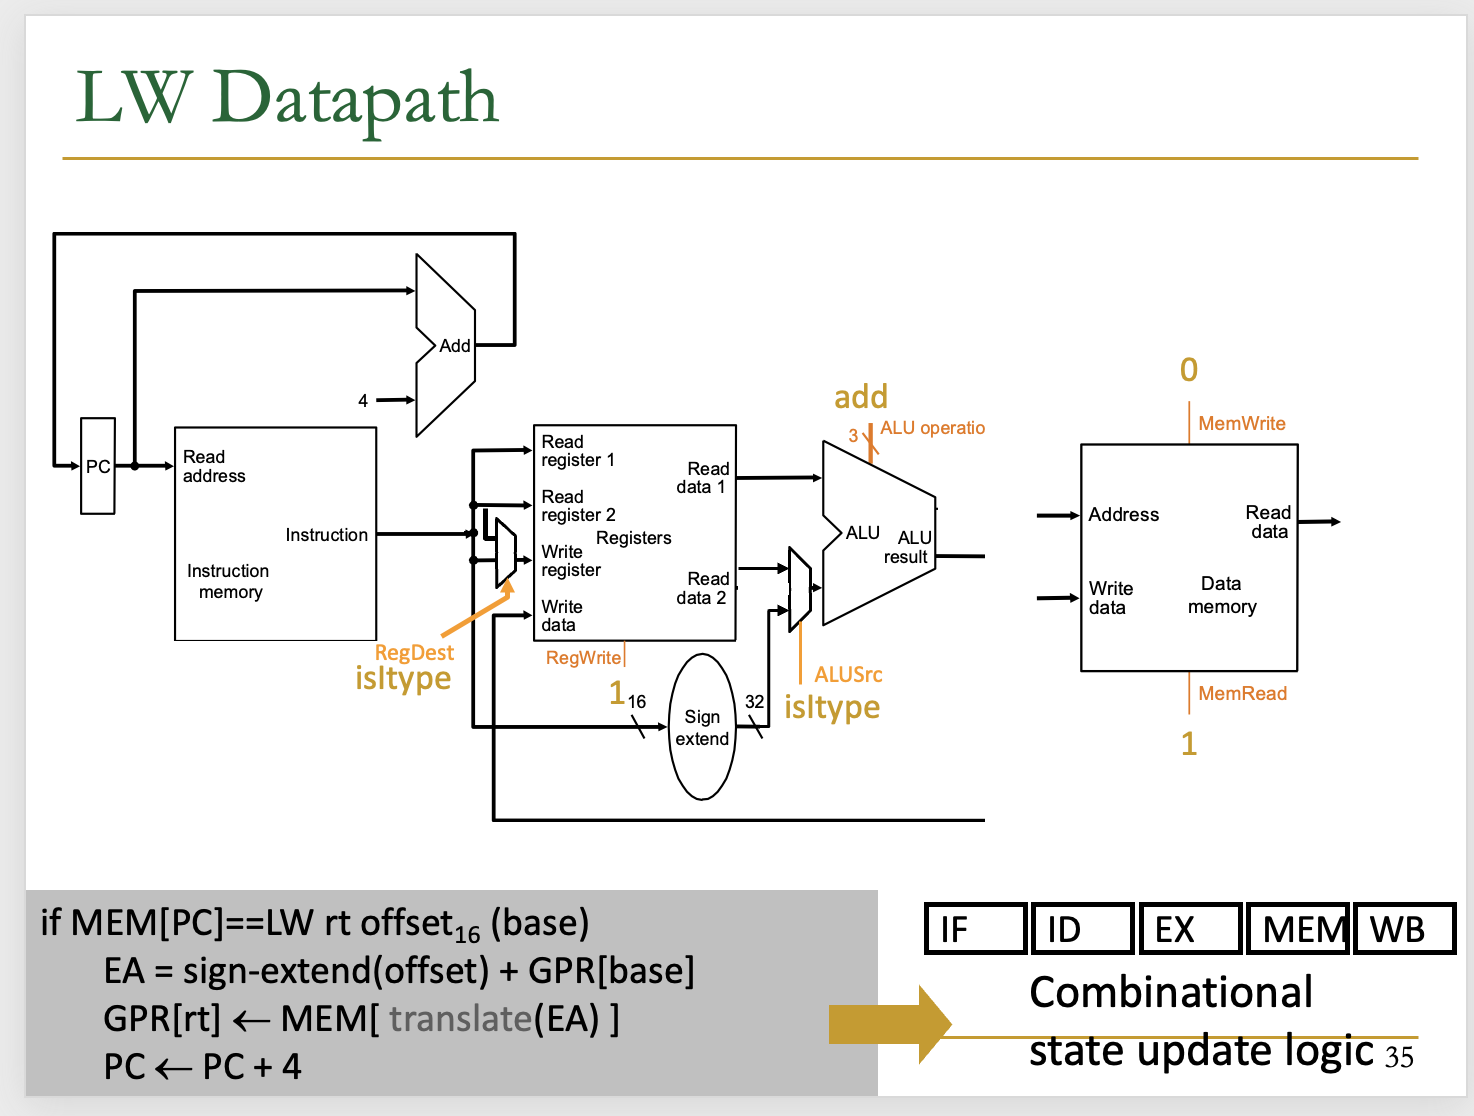 LW Datapath
Add
4
PC
Read
address
Instruction
Instruction
memory
Read
register 1
Read
register 2
Registers
Write
register
Write
data
Read
data 1
Read
data 2
RegDest
isItype
RegWrite
1
16
Sign
extend
32
add
3
ALU operatio
ALU
ALU
result
ALUSrc
isItype
0
MemWrite
Address
Read
data
Write
data
Data
memory
MemRead
1
if MEM[PC]==LW rt offset16 (base)
EA = sign-extend(offset) + GPR[base]
GPR[rt] ← MEM[ translate(EA) ]
PC ← PC + 4
IF ID EX MEM WB
Combinational
state update logic
35